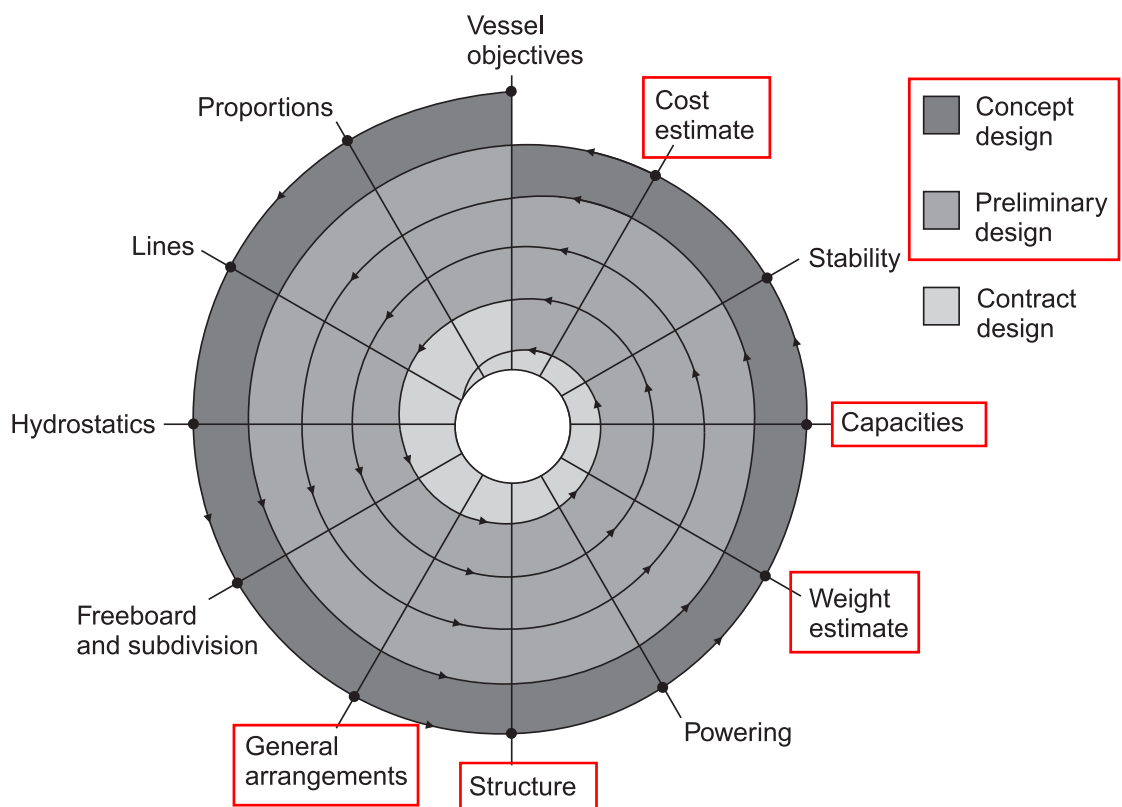 Vessel
objectives
Proportions
Cost
estimate
Concept
design
Preliminary
design
Lines
Stability
Contract
design
Hydrostatics
Capacities
Freeboard
and subdivision
Weight
estimate
General
arrangements
Powering
Structure